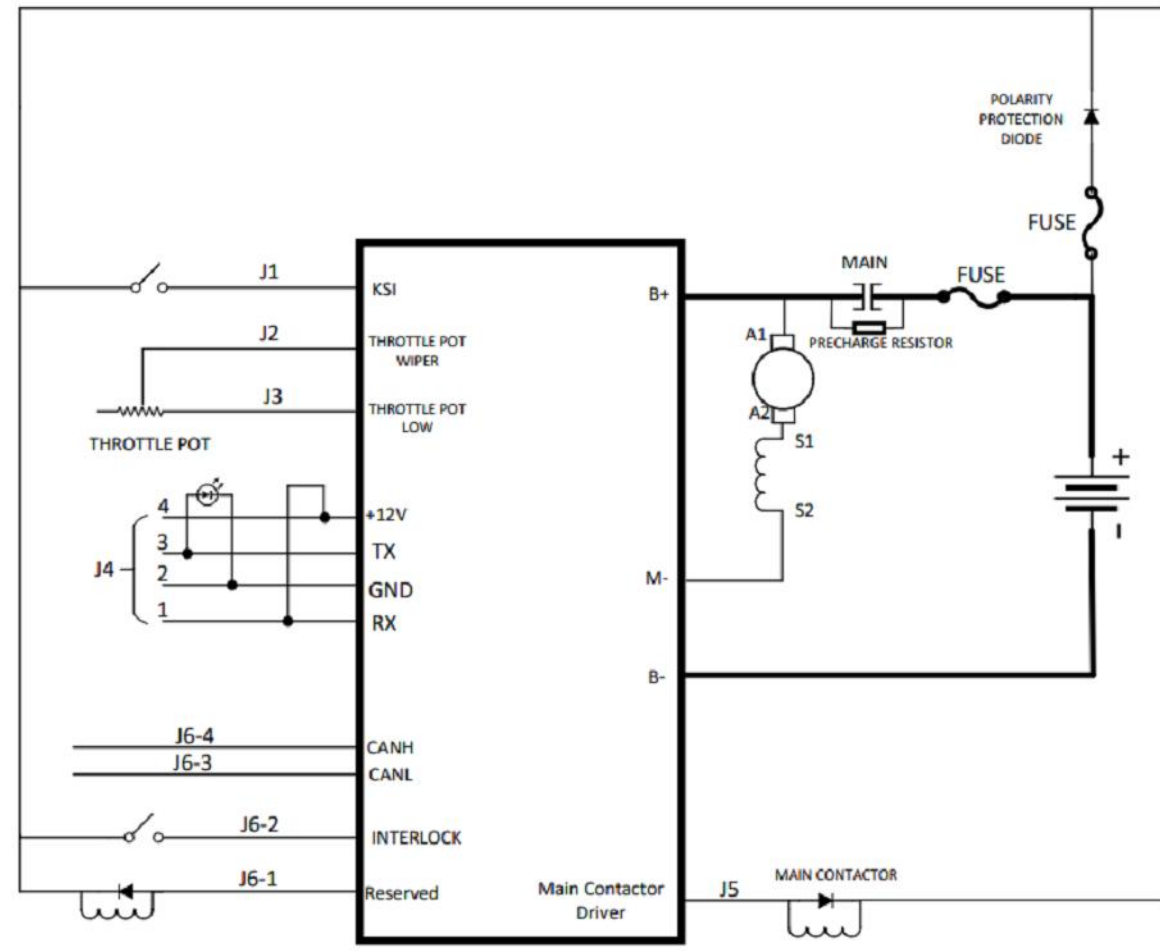 POLARITY
PROTECTION
DIODE
FUSE
MAIN
FUSE
J1
KSI
B+
J2
THROTTLE POT
WIPER
A1
PRECHARGE RESISTOR
J3
THROTTLE POT
LOW
A2
THROTTLE POT
S1
+
4
+12V
S2
3
TX
J4
2
GND
M-
1
RX
B-
J6-4
CANH
J6-3
CANL
J6-2
INTERLOCK
J6-1
Reserved
Main Contactor
Driver
J5
MAIN CONTACTOR